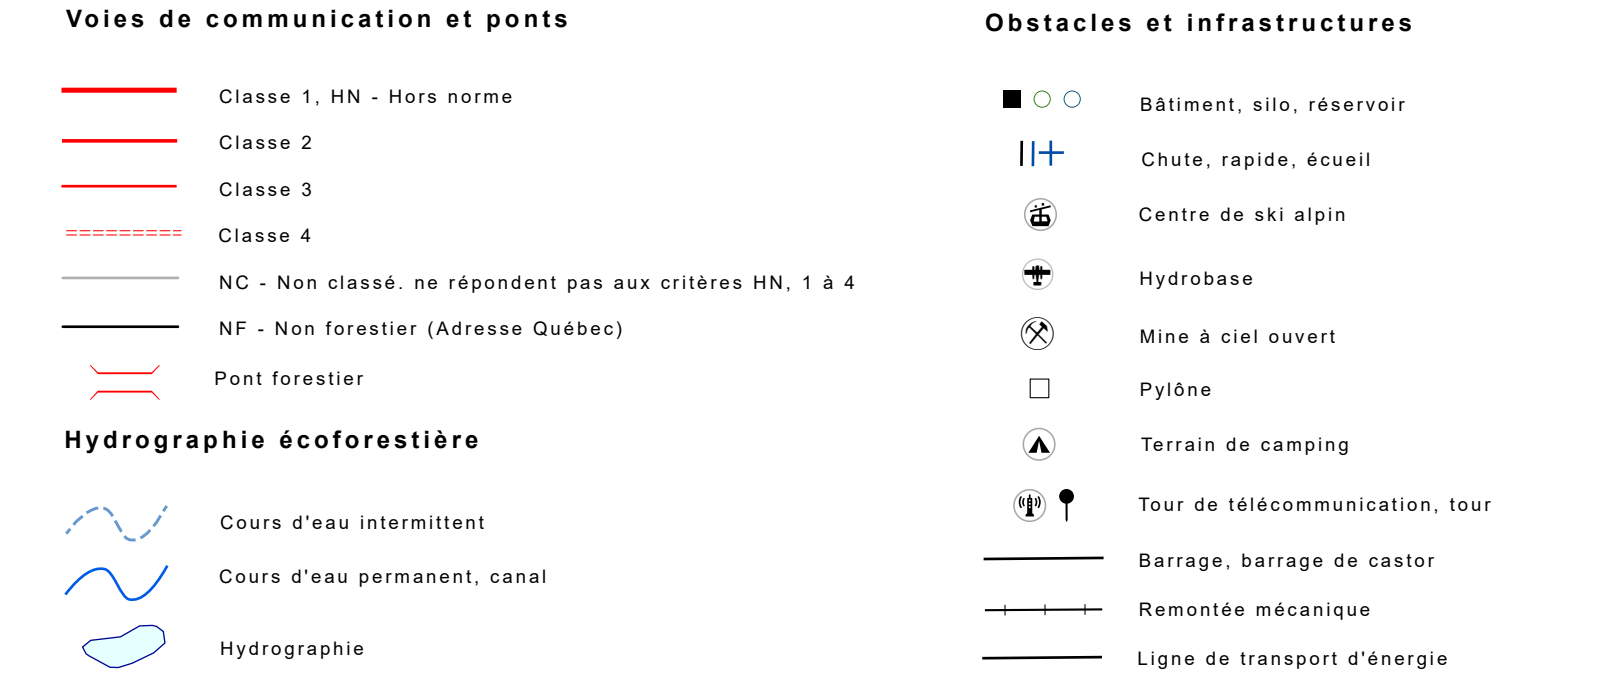 Voies de communication et ponts
Classe 1, HN - Hors norme
Classe 2
Classe 3
Classe 4
NC - Non classé. ne répondent pas aux critères HN, 1 à 4
NF - Non forestier (Adresse Québec)
Pont forestier
Hydrographie écoforestière
Cours d'eau intermittent
Cours d'eau permanent, canal
Hydrographie
Obstacles et infrastructures
Bâtiment, silo, réservoir
Chute, rapide, écueil
Centre de ski alpin
Hydrobase
Mine à ciel ouvert
Pylône
Terrain de camping
Tour de télécommunication, tour
Barrage, barrage de castor
Remontée mécanique
Ligne de transport d'énergie